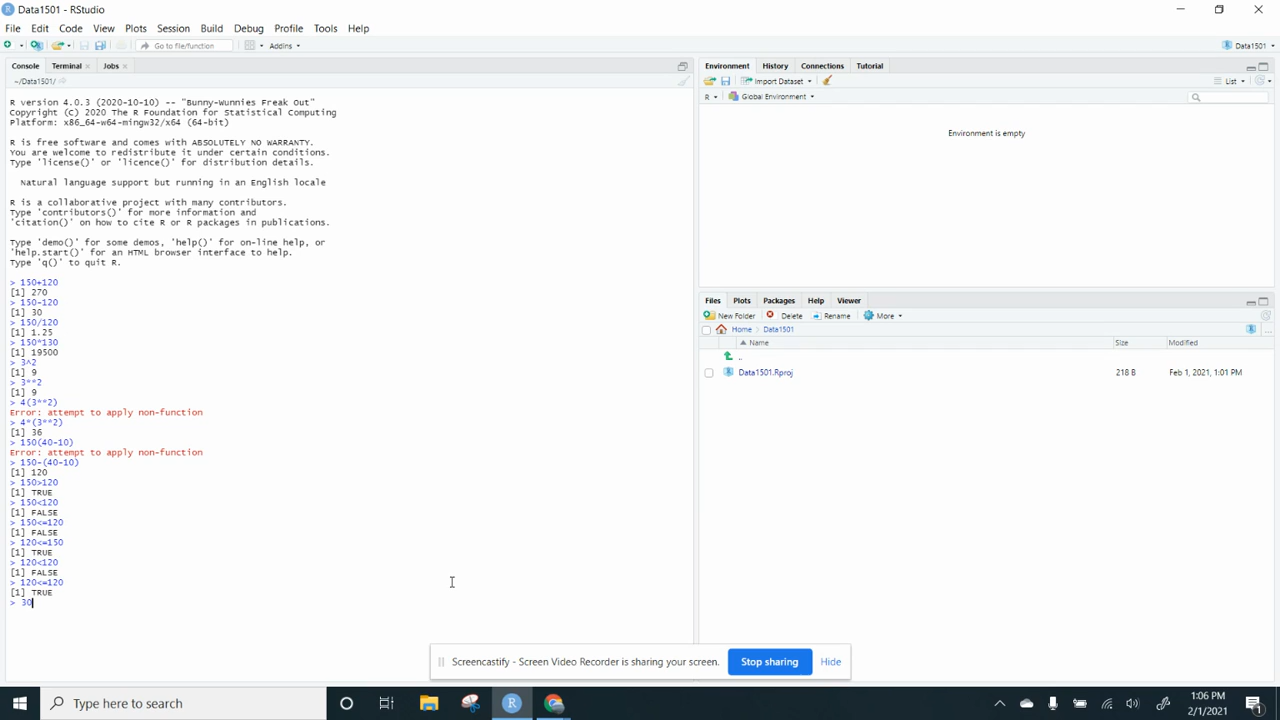 Data1501 - RStudio
File Edit Code View Plots Session Build Debug Profile Tools Help
Go to file/function Addins Data1501
Console Terminal Jobs
~/Data1501/
R version 4.0.3 (2020-10-10) -- "Bunny-Wunnies Freak Out"
Copyright (C) 2020 The R Foundation for Statistical Computing
Platform: x86_64-w64-mingw32/x64 (64-bit)
R is free software and comes with ABSOLUTELY NO WARRANTY.
You are welcome to redistribute it under certain conditions.
Type 'license()' or 'licence()' for distribution details.
Natural language support but running in an English locale
R is a collaborative project with many contributors.
Type 'contributors()' for more information and
'citation()' on how to cite R or R packages in publications.
Type 'demo()' for some demos, 'help()' for on-line help, or
'help.start()' for an HTML browser interface to help.
Type 'q()' to quit R.
> 150+120
[1] 270
> 150-120
[1] 30
> 150/120
[1] 1.25
> 150*130
[1] 19500
> 3^2
[1] 9
> 3**2
[1] 9
> 4(3**2)
Error: attempt to apply non-function
> 4*(3**2)
[1] 36
> 150(40-10)
Error: attempt to apply non-function
> 150-(40-10)
[1] 120
> 150>120
[1] TRUE
> 150<120
[1] FALSE
> 150<=120
[1] FALSE
> 120<=150
[1] TRUE
> 120<120
[1] FALSE
> 120<=120
[1] TRUE
> 30
Environment History Connections Tutorial
Import Dataset List
R Global Environment
Environment is empty
Files Plots Packages Help Viewer
New Folder Delete Rename More
Home Data1501
Name Size Modified
..
Data1501.Rproj 218 B Feb 1, 2021, 1:01 PM
Screencastify - Screen Video Recorder is sharing your screen. Stop sharing Hide
Type here to search
1:06 PM
2/1/2021
1